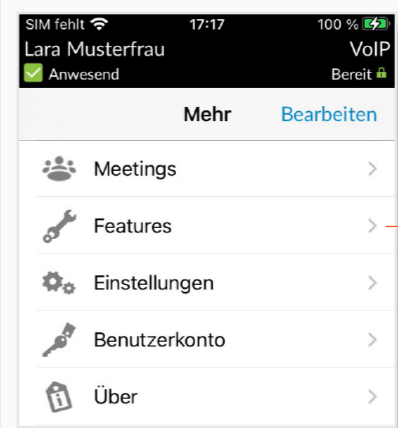 SIM fehlt 17:17 100 %
Lara Musterfrau VoIP
Anwesend Bereit
Mehr Bearbeiten
Meetings
Features
Einstellungen
Benutzerkonto
Über